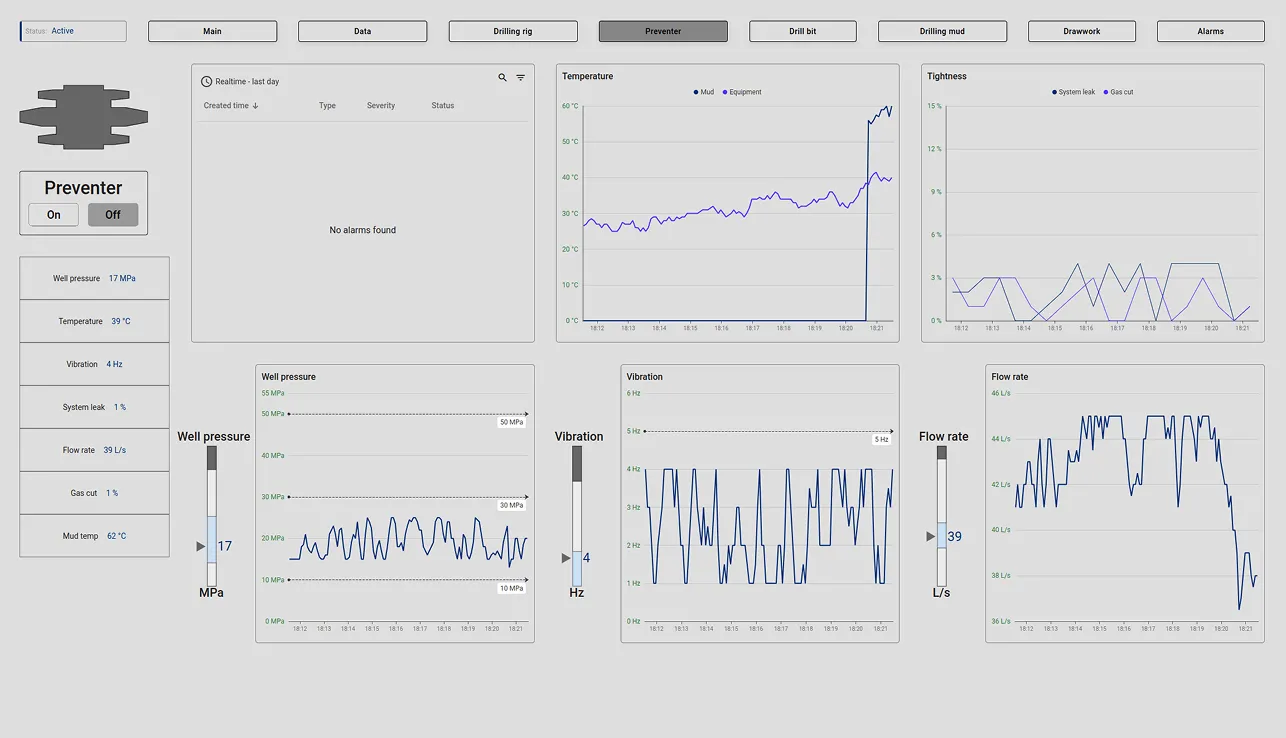 Status: Active
Main
Data
Drilling rig
Preventer
Drill bit
Drilling mud
Drawwork
Alarms
Preventer
On
Off
Well pressure 17 MPa
Temperature 39 °C
Vibration 4 Hz
System leak 1 %
Flow rate 39 L/s
Gas cut 1 %
Mud temp 62 °C
Realtime - last day
Created time Type Severity Status
No alarms found
Temperature
Mud Equipment
60 °C
50 °C
40 °C
30 °C
20 °C
10 °C
0 °C
18:12 18:13 18:14 18:15 18:16 18:17 18:18 18:19 18:20 18:21
Tightness
System leak Gas cut
15 %
12 %
9 %
6 %
3 %
0 %
18:12 18:13 18:14 18:15 18:16 18:17 18:18 18:19 18:20 18:21
Well pressure
17
MPa
Well pressure
55 MPa
50 MPa
50 MPa
40 MPa
30 MPa
30 MPa
20 MPa
10 MPa
10 MPa
0 MPa
18:12 18:13 18:14 18:15 18:16 18:17 18:18 18:19 18:20 18:21
Vibration
4
Hz
Vibration
6 Hz
5 Hz
5 Hz
4 Hz
3 Hz
2 Hz
1 Hz
0 Hz
18:12 18:13 18:14 18:15 18:16 18:17 18:18 18:19 18:20 18:21
Flow rate
39
L/s
Flow rate
46 L/s
44 L/s
42 L/s
40 L/s
38 L/s
36 L/s
18:12 18:13 18:14 18:15 18:16 18:17 18:18 18:19 18:20 18:21